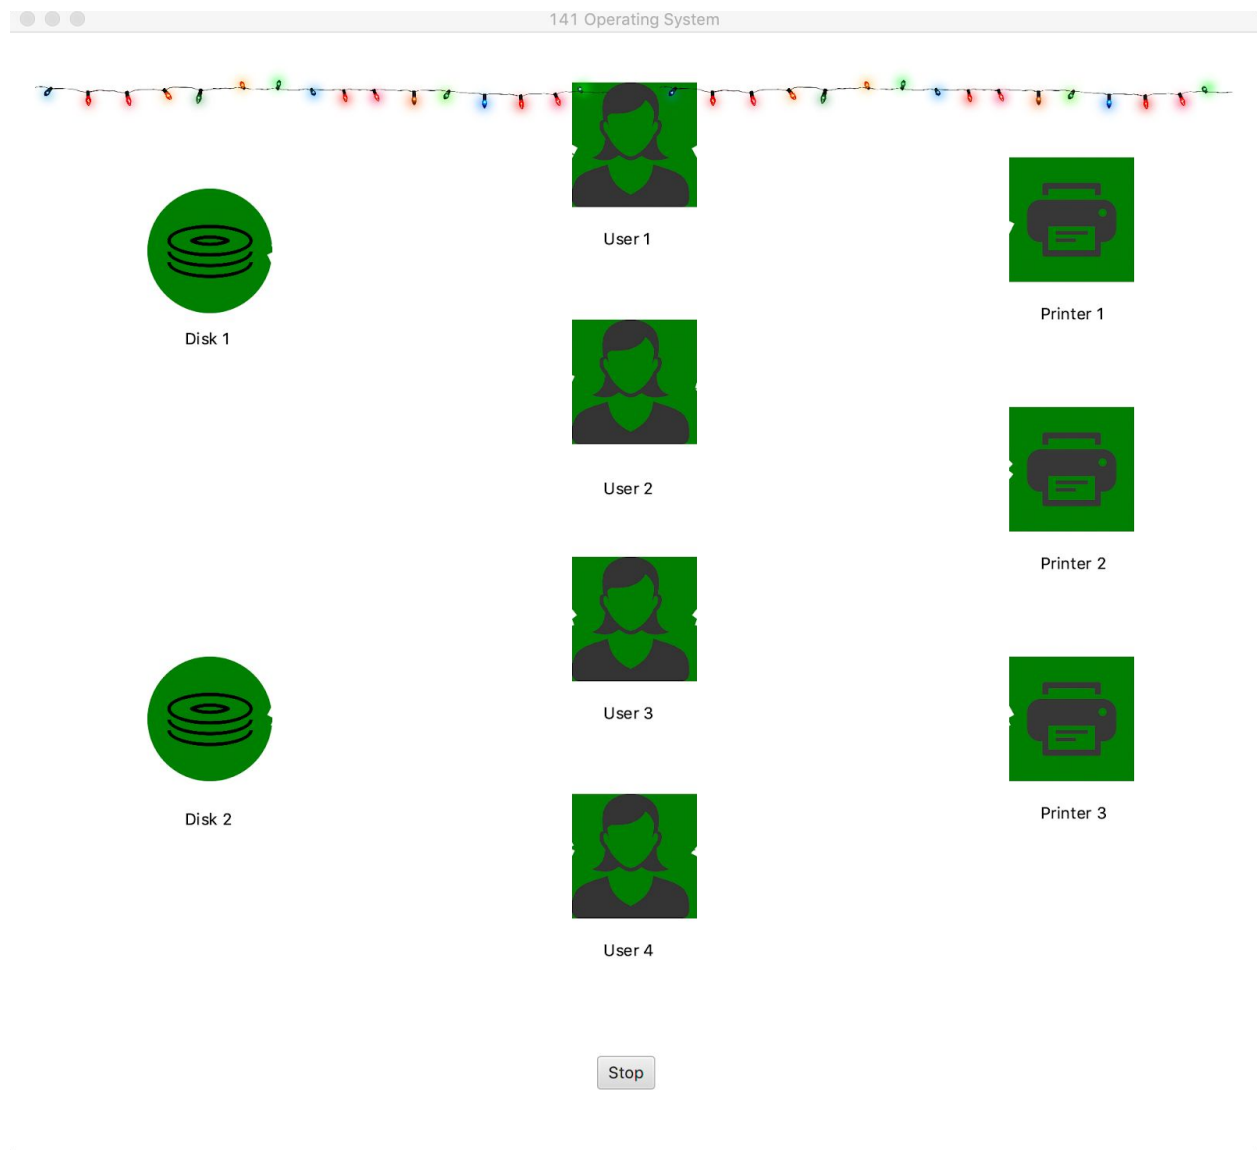 141 Operating System
User 1
Disk 1
Printer 1
User 2
Printer 2
User 3
Disk 2
Printer 3
User 4
Stop